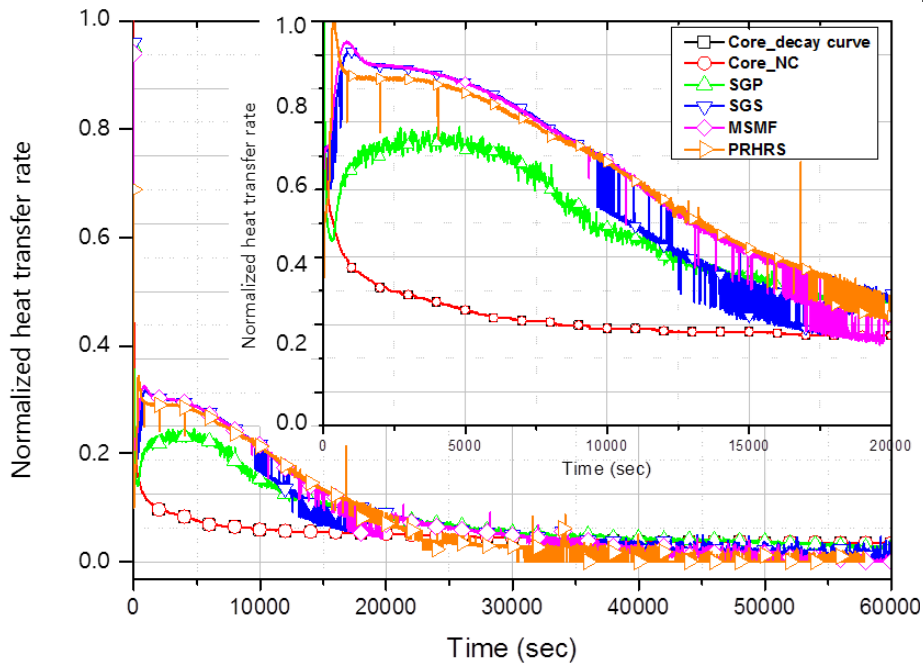 1.0
0.8
0.6
0.4
0.2
0.0
Normalized heat transfer rate
0
10000
20000
30000
40000
50000
60000
Time (sec)
1.0
0.8
0.6
0.4
0.2
0.0
Normalized heat transfer rate
0
5000
10000
15000
20000
Time (sec)
Core_decay curve
Core_NC
SGP
SGS
MSMF
PRHRS